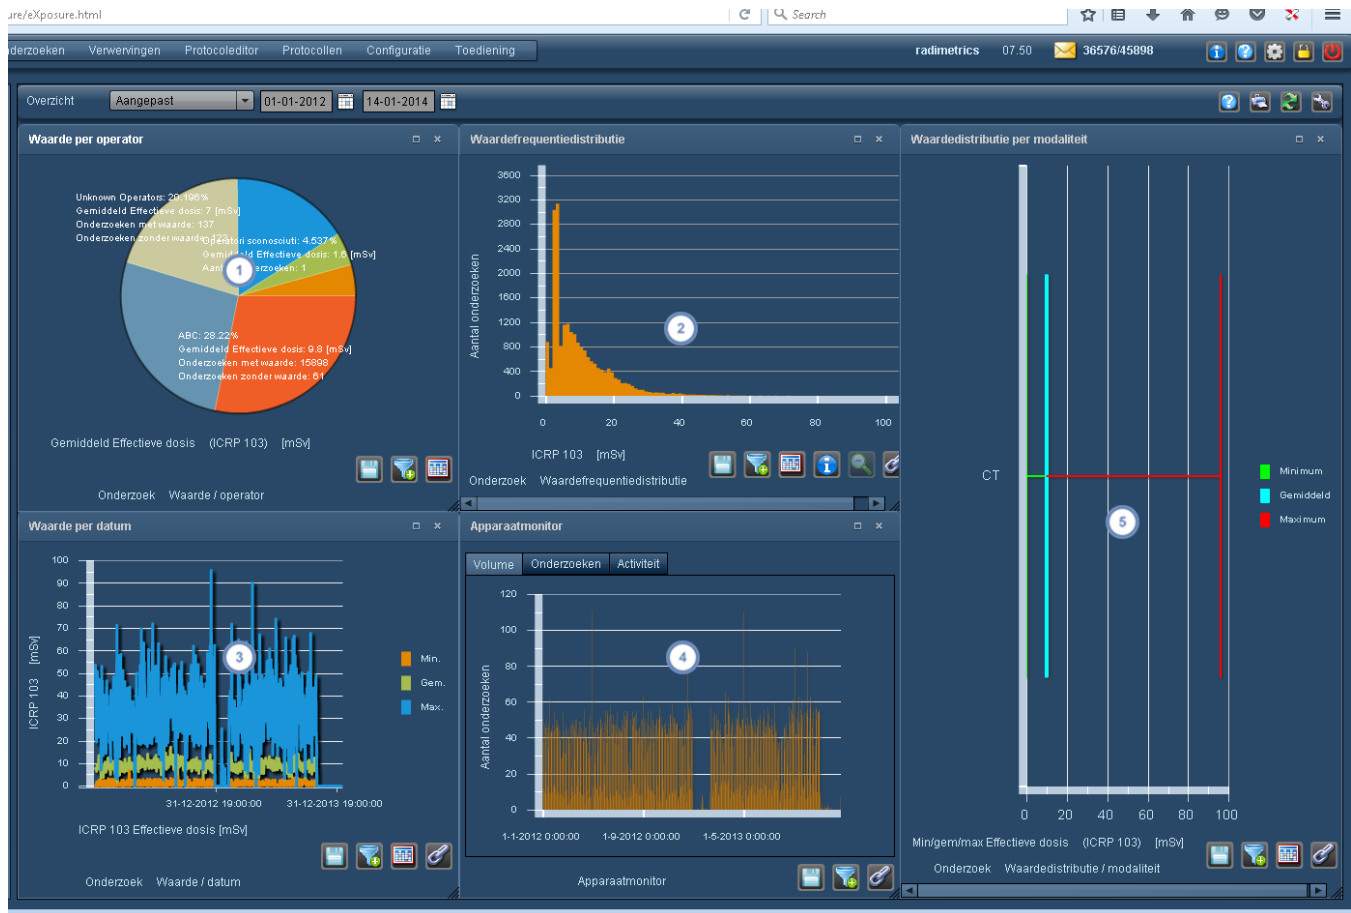 ure/eXposure.html
Search
derzoeken Verwervingen Protocoleditor Protocollen Configuratie Toediening
radimetrics 07.50 36576/45898
Overzicht Aangepast 01-01-2012 14-01-2014
Waarde per operator
Unknown Operators: 20.196%
Gemiddeld Effectieve dosis: 7 [mSv]
Onderzoeken met waarde: 137
Onderzoeken zonder waarde: 123
Operatori sconosciuti: 4.537%
Gemiddeld Effectieve dosis: 1.6 [mSv]
1
ABC: 28.22%
Gemiddeld Effectieve dosis: 9.8 [mSv]
Onderzoeken met waarde: 15898
Onderzoeken zonder waarde: 61
Gemiddeld Effectieve dosis (ICRP 103) [mSv]
Onderzoek Waarde / operator
Waardefrequentiedistributie
3600
3200
2800
2400
2000
1600
1200
800
400
0
Aantal onderzoeken
2
0 20 40 60 80 100
ICRP 103 [mSv]
Onderzoek Waardefrequentiedistributie
Waardedistributie per modaliteit
CT
Minimum
Gemiddeld
Maximum
5
0 20 40 60 80 100
Min/gem/max Effectieve dosis (ICRP 103) [mSv]
Onderzoek Waardedistributie / modaliteit
Waarde per datum
100
90
80
70
60
50
40
30
20
10
0
ICRP 103 [mSv]
3
Min.
Gem.
Max.
31-12-2012 19:00:00 31-12-2013 19:00:00
ICRP 103 Effectieve dosis [mSv]
Onderzoek Waarde / datum
Apparaatmonitor
Volume Onderzoeken Activiteit
120
100
80
60
40
20
0
Aantal onderzoeken
4
1-1-2012 0:00:00 1-9-2012 0:00:00 1-5-2013 0:00:00
Apparaatmonitor